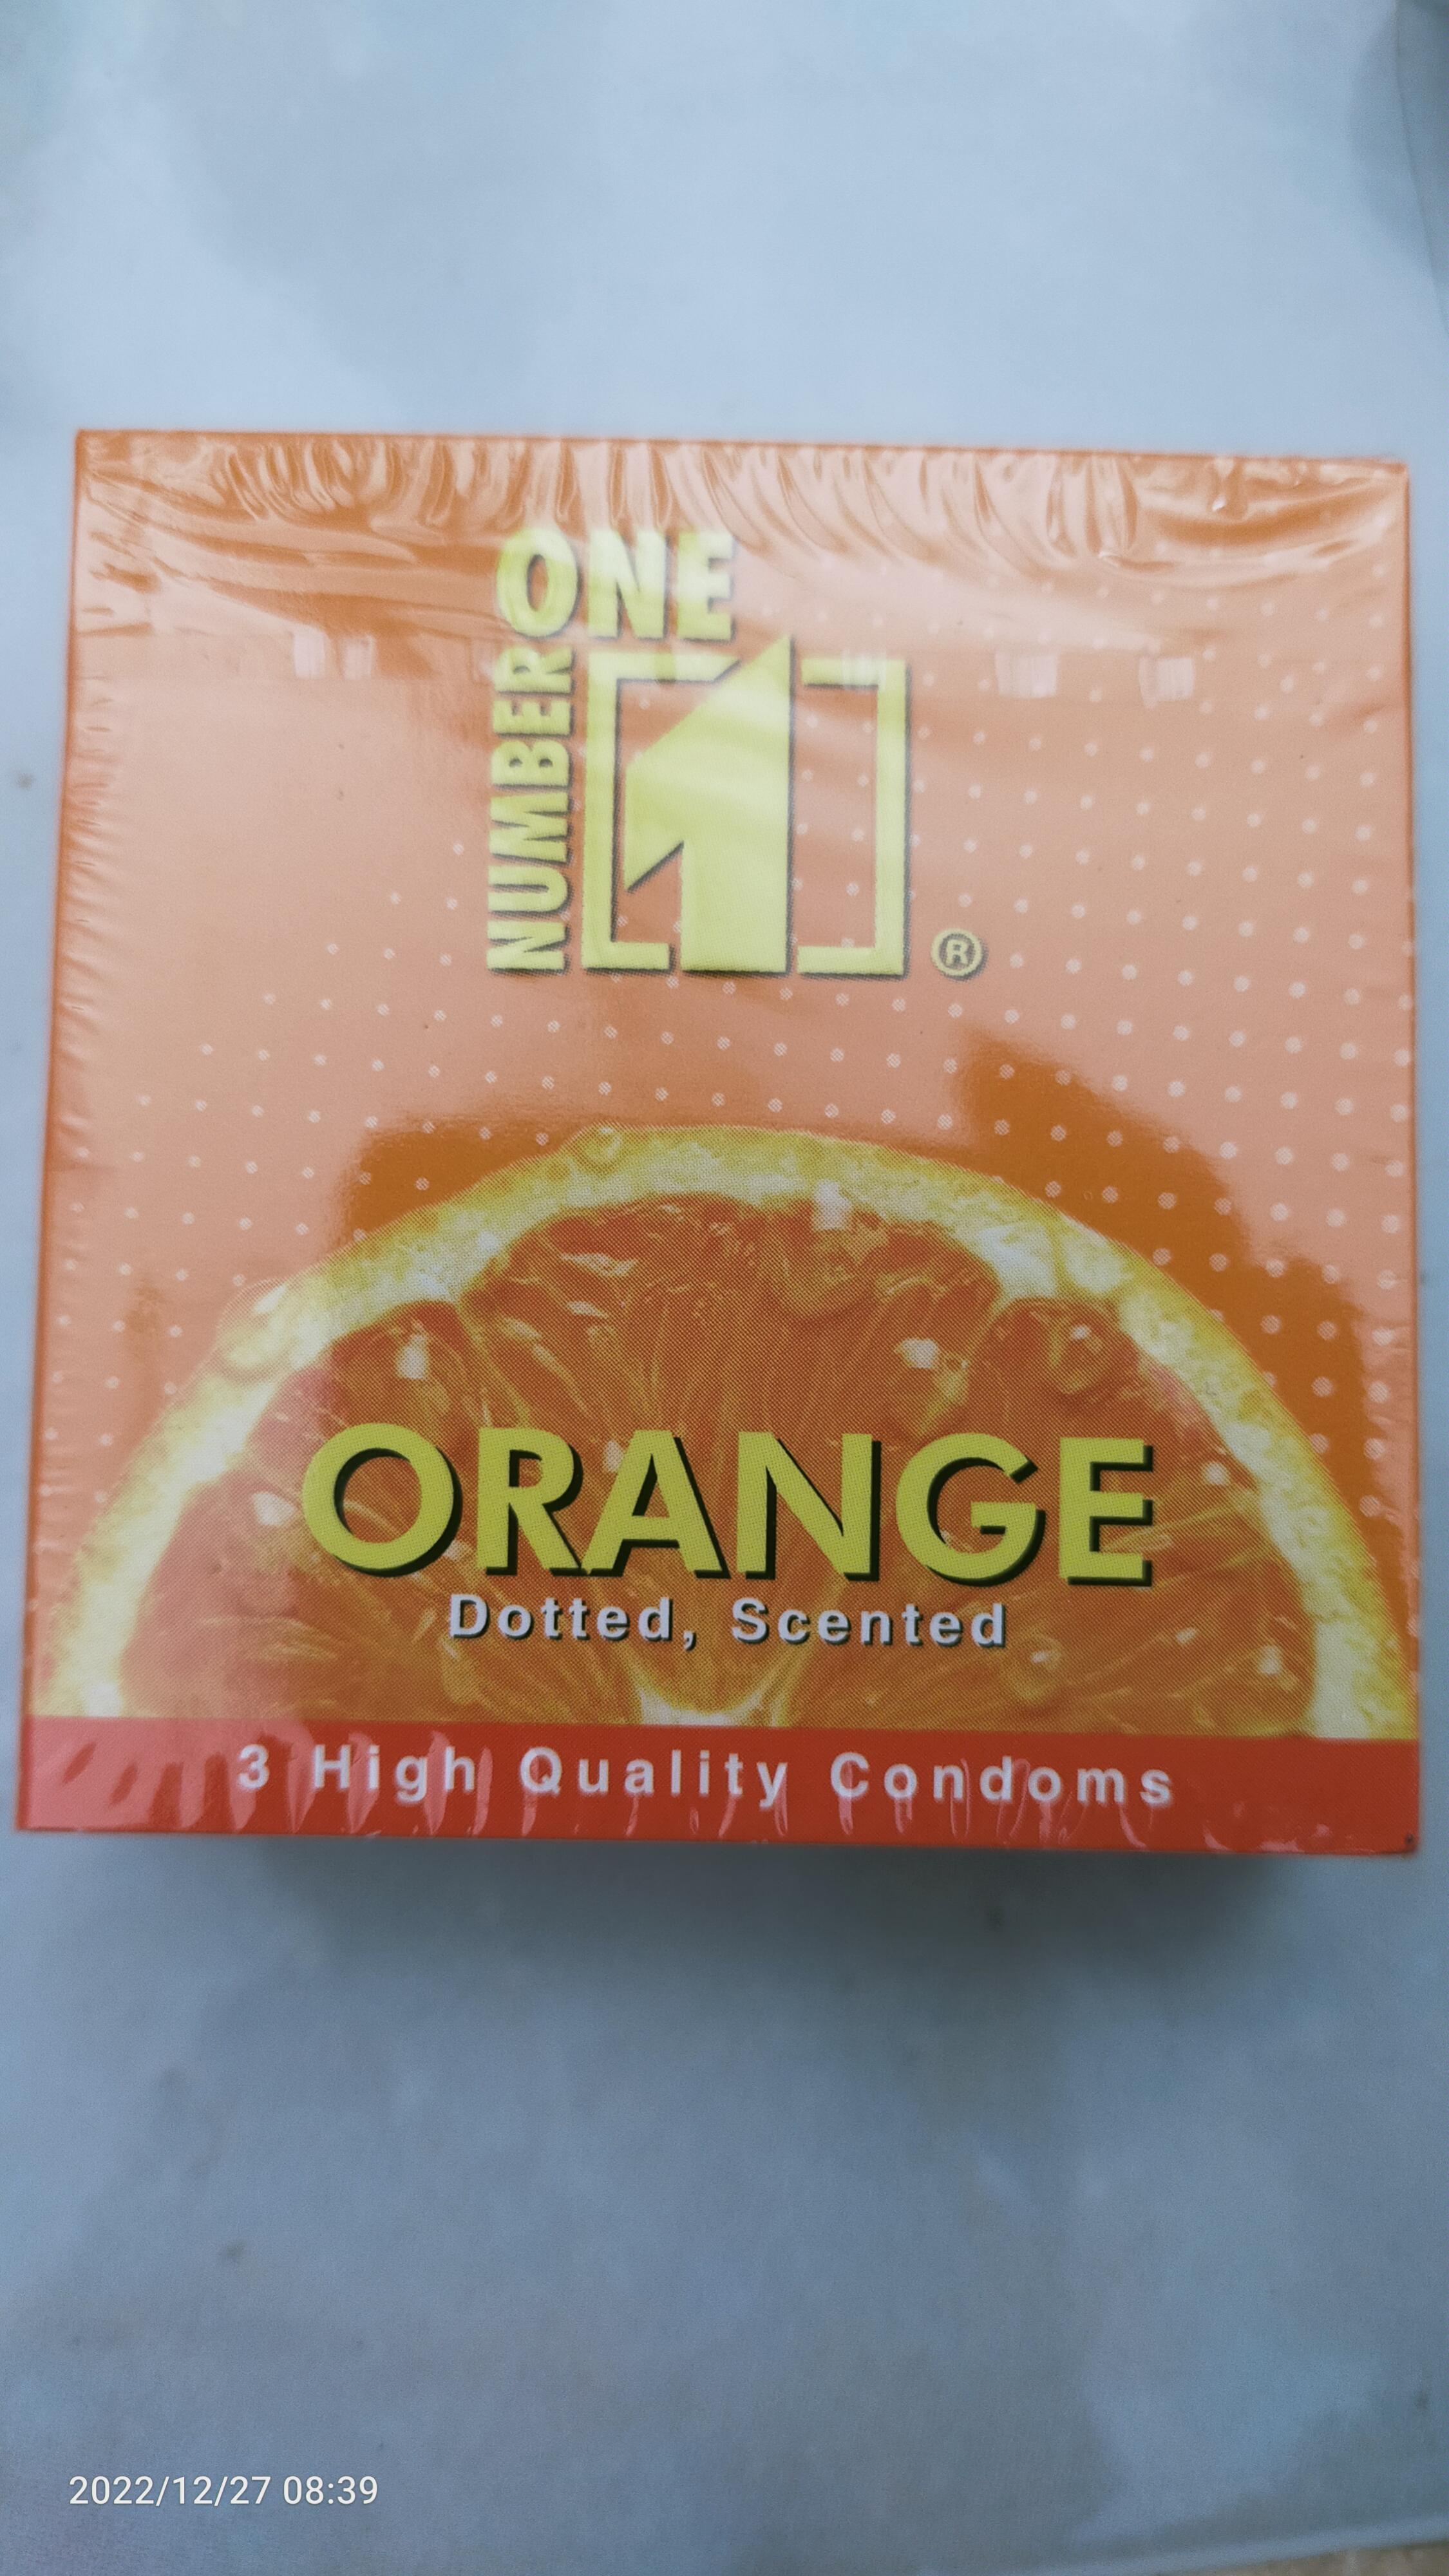 NUMBER ONE
1
®
ORANGE
Dotted, Scented
3 High Quality Condoms
2022/12/27 08:39